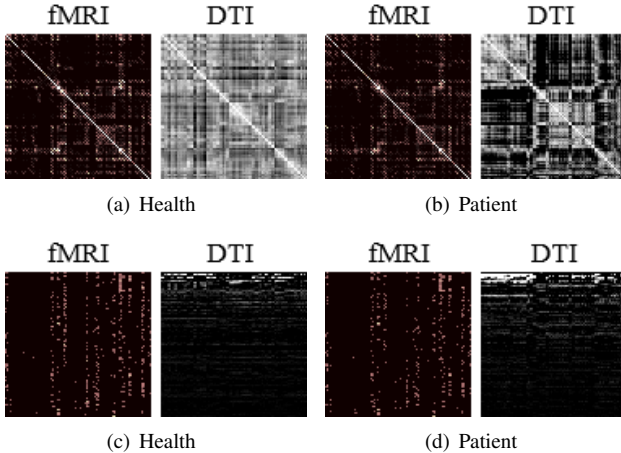 fMRI DTI fMRI DTI
(a) Health (b) Patient
fMRI DTI fMRI DTI
(c) Health (d) Patient